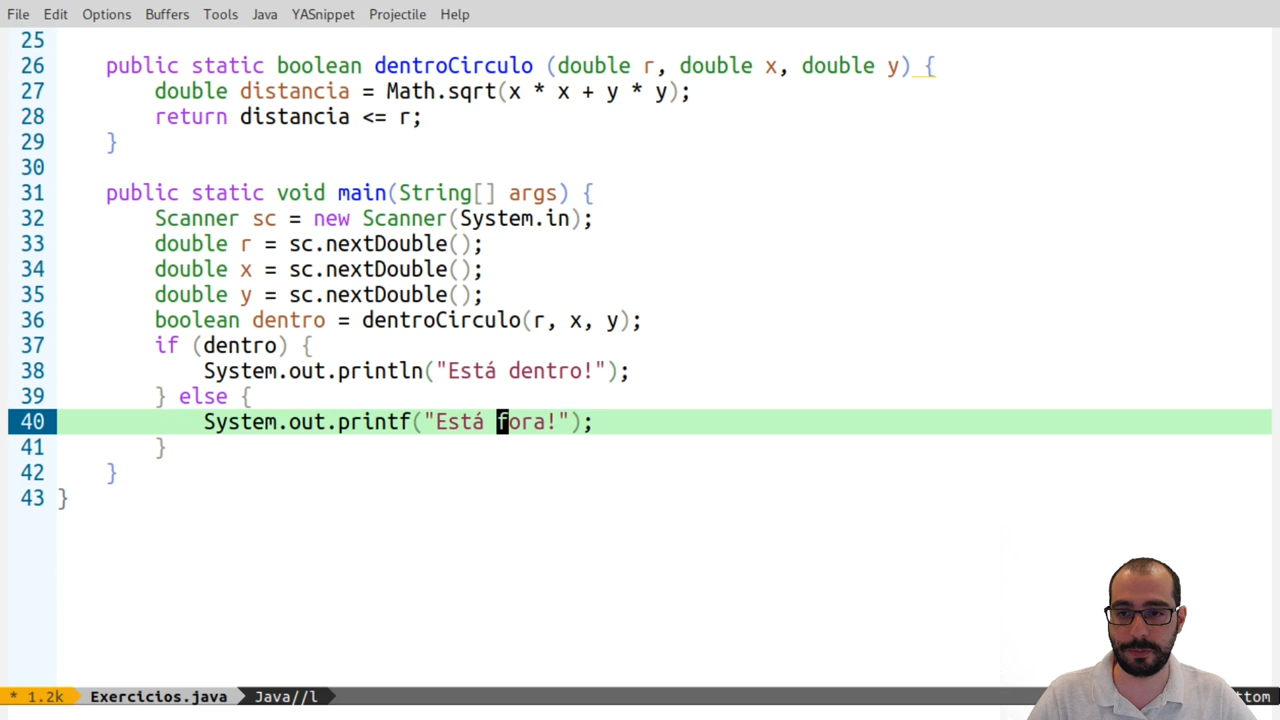 File Edit Options Buffers Tools Java YASnippet Projectile Help
25
26 public static boolean dentroCirculo (double r, double x, double y) {
27 double distancia = Math.sqrt(x * x + y * y);
28 return distancia <= r;
29 }
30
31 public static void main(String[] args) {
32 Scanner sc = new Scanner(System.in);
33 double r = sc.nextDouble();
34 double x = sc.nextDouble();
35 double y = sc.nextDouble();
36 boolean dentro = dentroCirculo(r, x, y);
37 if (dentro) {
38 System.out.println("Está dentro!");
39 } else {
40 System.out.printf("Está fora!");
41 }
42 }
43 }
* 1.2k Exercicios.java Java//l